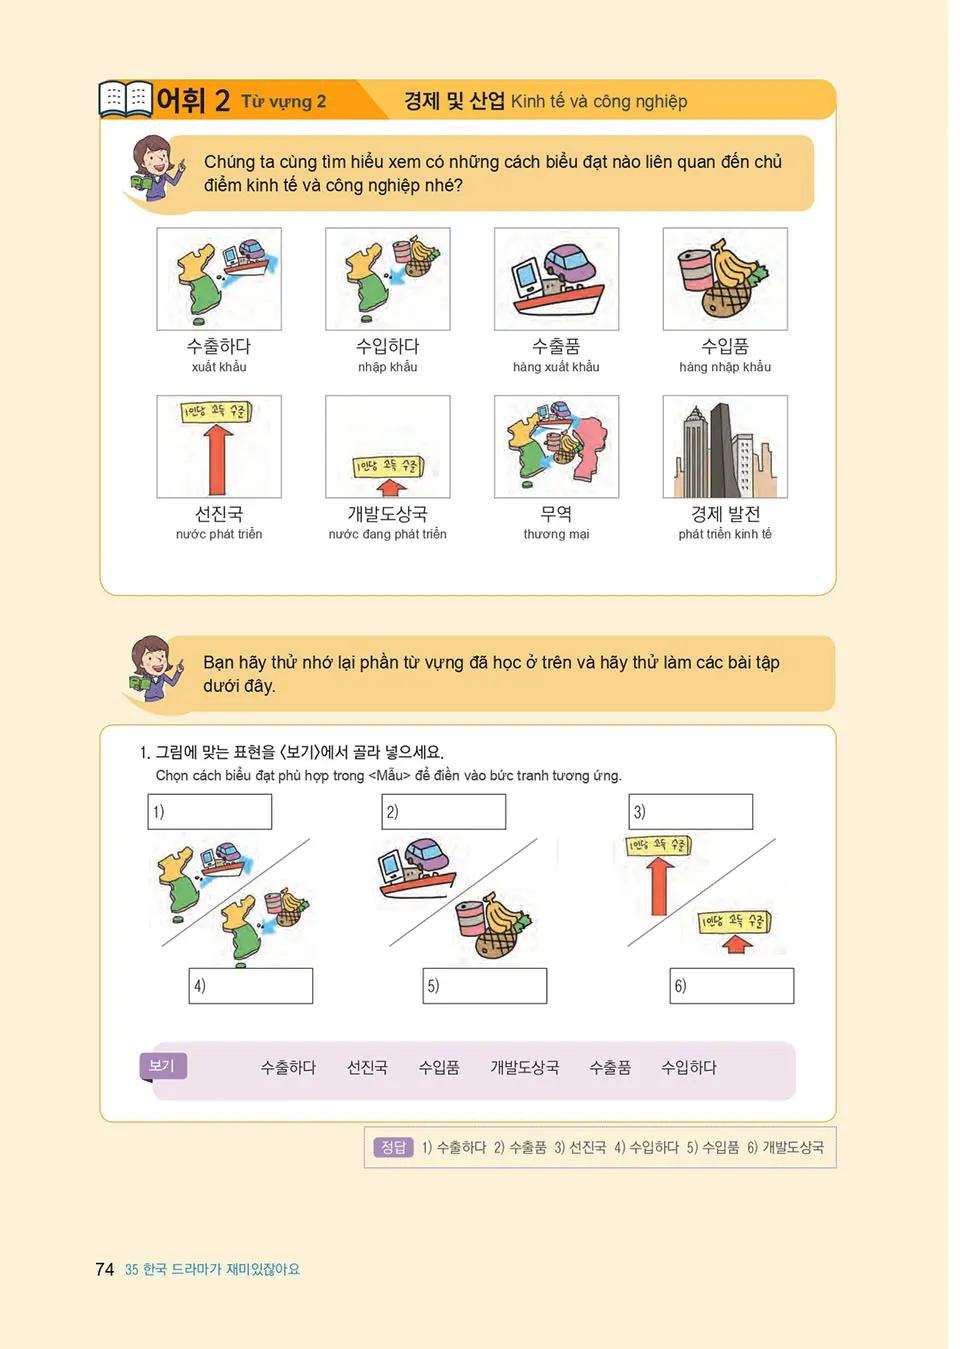 어휘 2 Từ vựng 2 경제 및 산업 Kinh tế và công nghiệp
Chúng ta cùng tìm hiểu xem có những cách biểu đạt nào liên quan đến chủ
điểm kinh tế và công nghiệp nhé?
수출하다 수입하다 수출품 수입품
xuất khẩu nhập khẩu hàng xuất khẩu hàng nhập khẩu
1인당 소득 수준 1인당 소득 수준
선진국 개발도상국 무역 경제 발전
nước phát triển nước đang phát triển thương mại phát triển kinh tế
Bạn hãy thử nhớ lại phần từ vựng đã học ở trên và hãy thử làm các bài tập
dưới đây.
1. 그림에 맞는 표현을 〈보기〉에서 골라 넣으세요.
Chọn cách biểu đạt phù hợp trong <Mẫu> để điền vào bức tranh tương ứng.
1) 2) 3)
1인당 소득 수준
1인당 소득 수준
4) 5) 6)
보기 수출하다 선진국 수입품 개발도상국 수출품 수입하다
정답 1) 수출하다 2) 수출품 3) 선진국 4) 수입하다 5) 수입품 6) 개발도상국
74 35 한국 드라마가 재미있잖아요